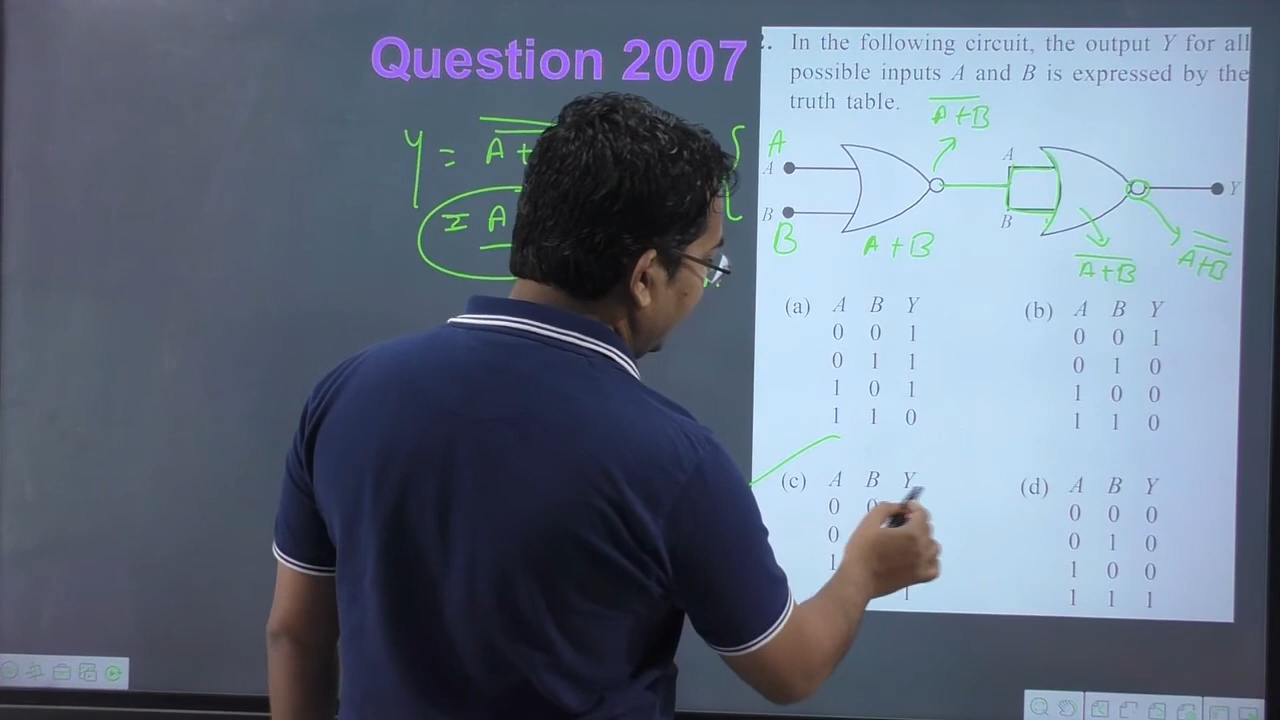 Question 2007
Y = A +
= A
2. In the following circuit, the output Y for all
possible inputs A and B is expressed by the
truth table.
A+B
A
A
B
B
A + B
A
B
Y
A+B
A+B
(a) A B Y
0 0 1
0 1 1
1 0 1
1 1 0
(b) A B Y
0 0 1
0 1 0
1 0 0
1 1 0
(c) A B Y
0 0
0
1
1
(d) A B Y
0 0 0
0 1 0
1 0 0
1 1 1